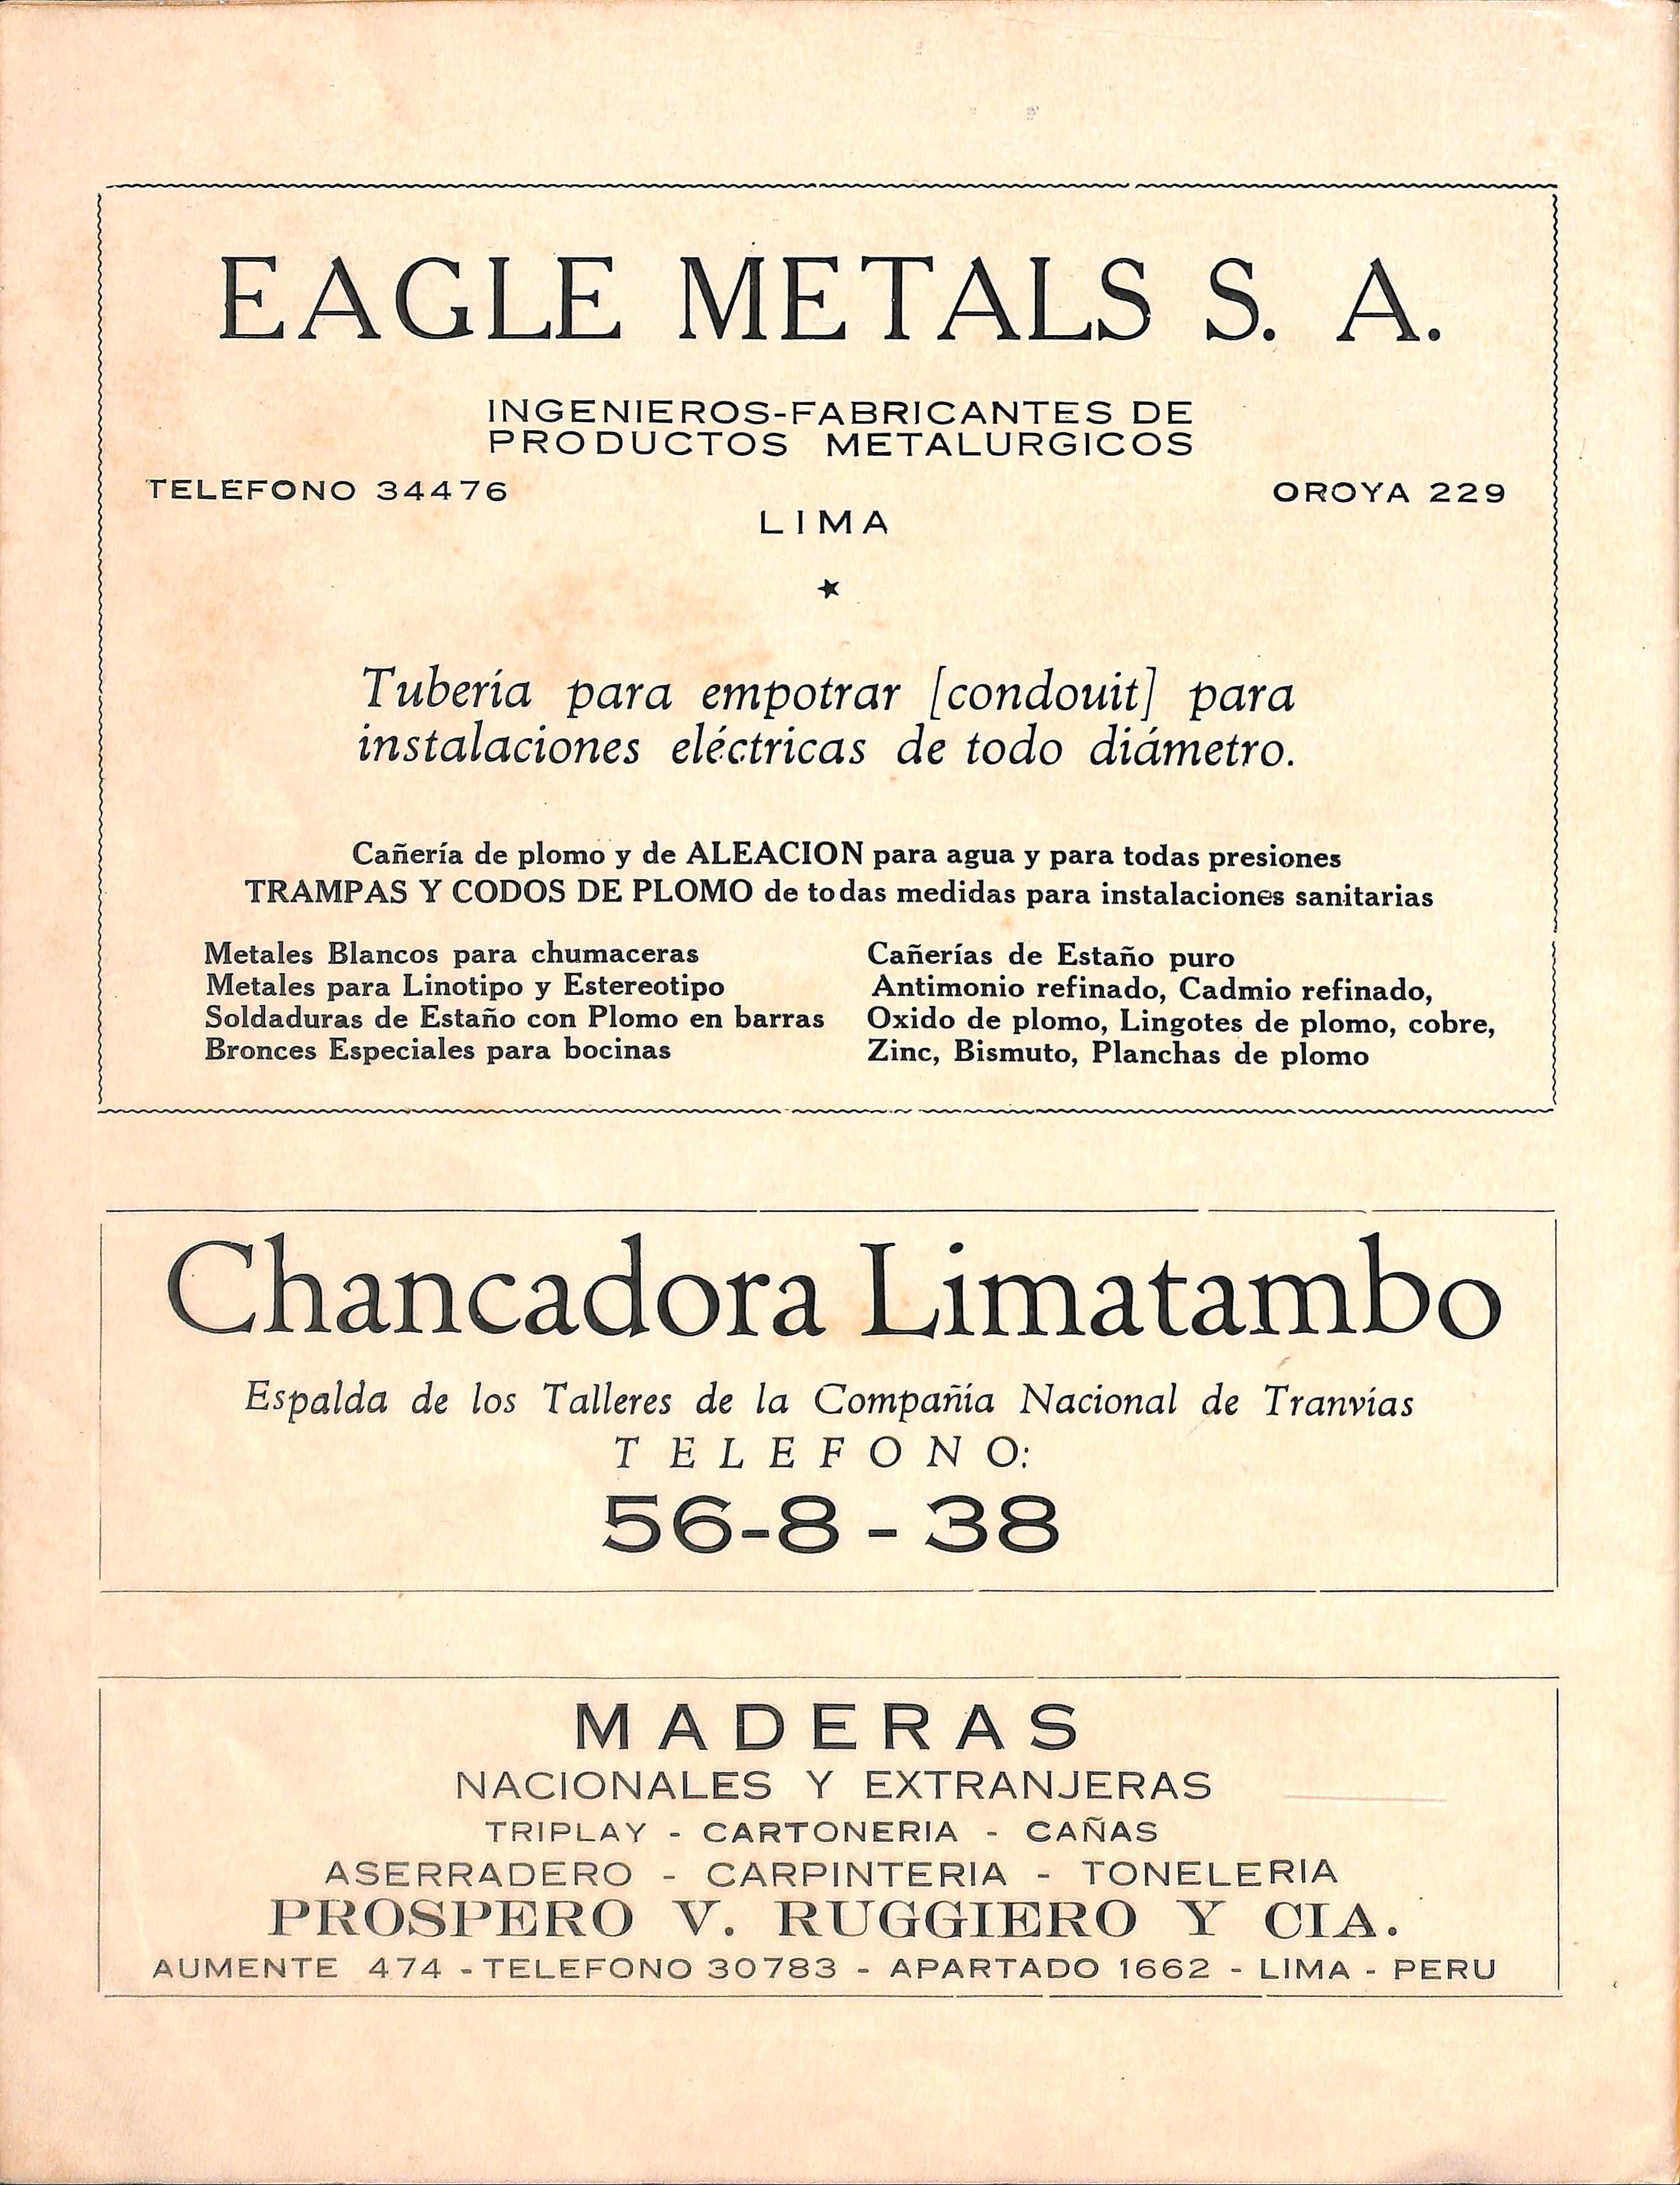 EAGLE METALS S. A.
INGENIEROS-FABRICANTES DE
PRODUCTOS METALURGICOS
TELEFONO 34476
OROYA 229
LIMA
Tubería para empotrar [condouit] para
instalaciones eléctricas de todo diámetro.
Cañería de plomo y de ALEACION para agua y para todas presiones
TRAMPAS Y CODOS DE PLOMO de todas medidas para instalaciones sanitarias
Metales Blancos para chumaceras
Metales para Linotipo y Estereotipo
Soldaduras de Estaño con Plomo en barras
Bronces Especiales para bocinas
Cañerías de Estaño puro
Antimonio refinado, Cadmio refinado,
Oxido de plomo, Lingotes de plomo, cobre,
Zinc, Bismuto, Planchas de plomo
Chancadora Limatambo
Espalda de los Talleres de la Compañía Nacional de Tranvías
TELEFONO:
56-8-38
MADERAS
NACIONALES Y EXTRANJERAS
TRIPLAY - CARTONERIA - CAÑAS
ASERRADERO - CARPINTERIA - TONELERIA
PROSPERO V. RUGGIERO Y CIA.
AUMENTE 474 - TELEFONO 30783 - APARTADO 1662 - LIMA - PERU